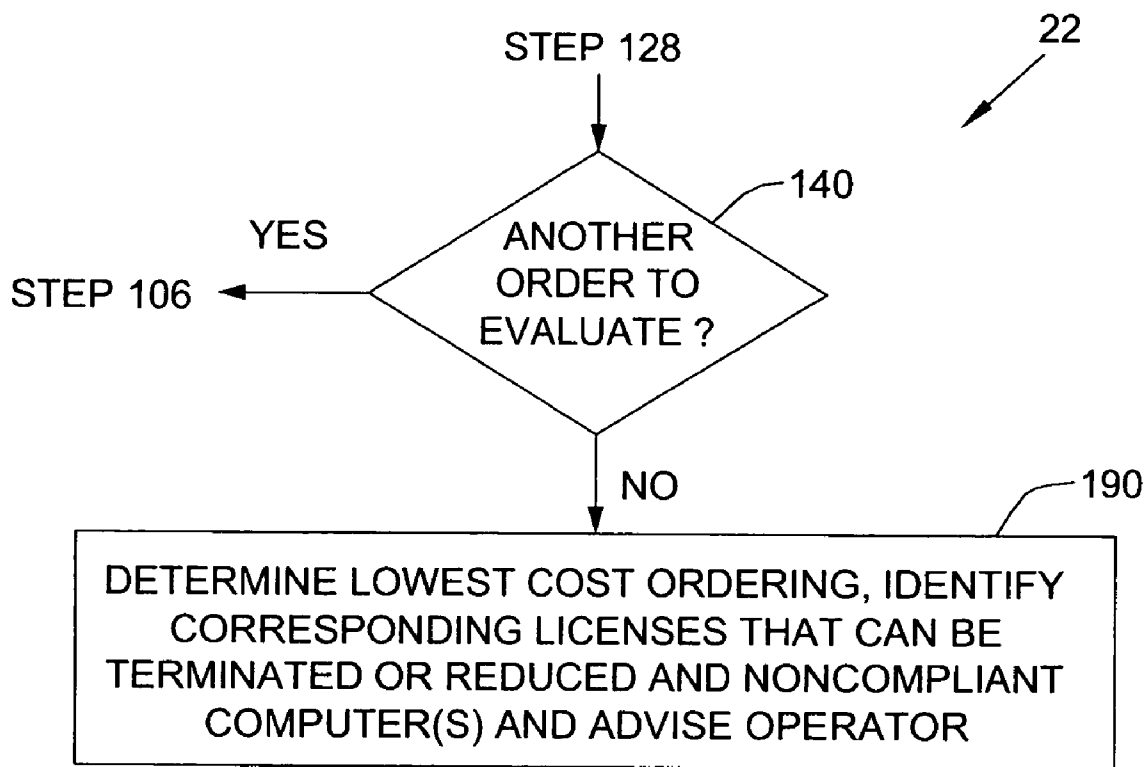 22
STEP 128
140
YES
ANOTHER
ORDER TO
EVALUATE ?
STEP 106
NO
190
DETERMINE LOWEST COST ORDERING, IDENTIFY
CORRESPONDING LICENSES THAT CAN BE
TERMINATED OR REDUCED AND NONCOMPLIANT
COMPUTER(S) AND ADVISE OPERATOR